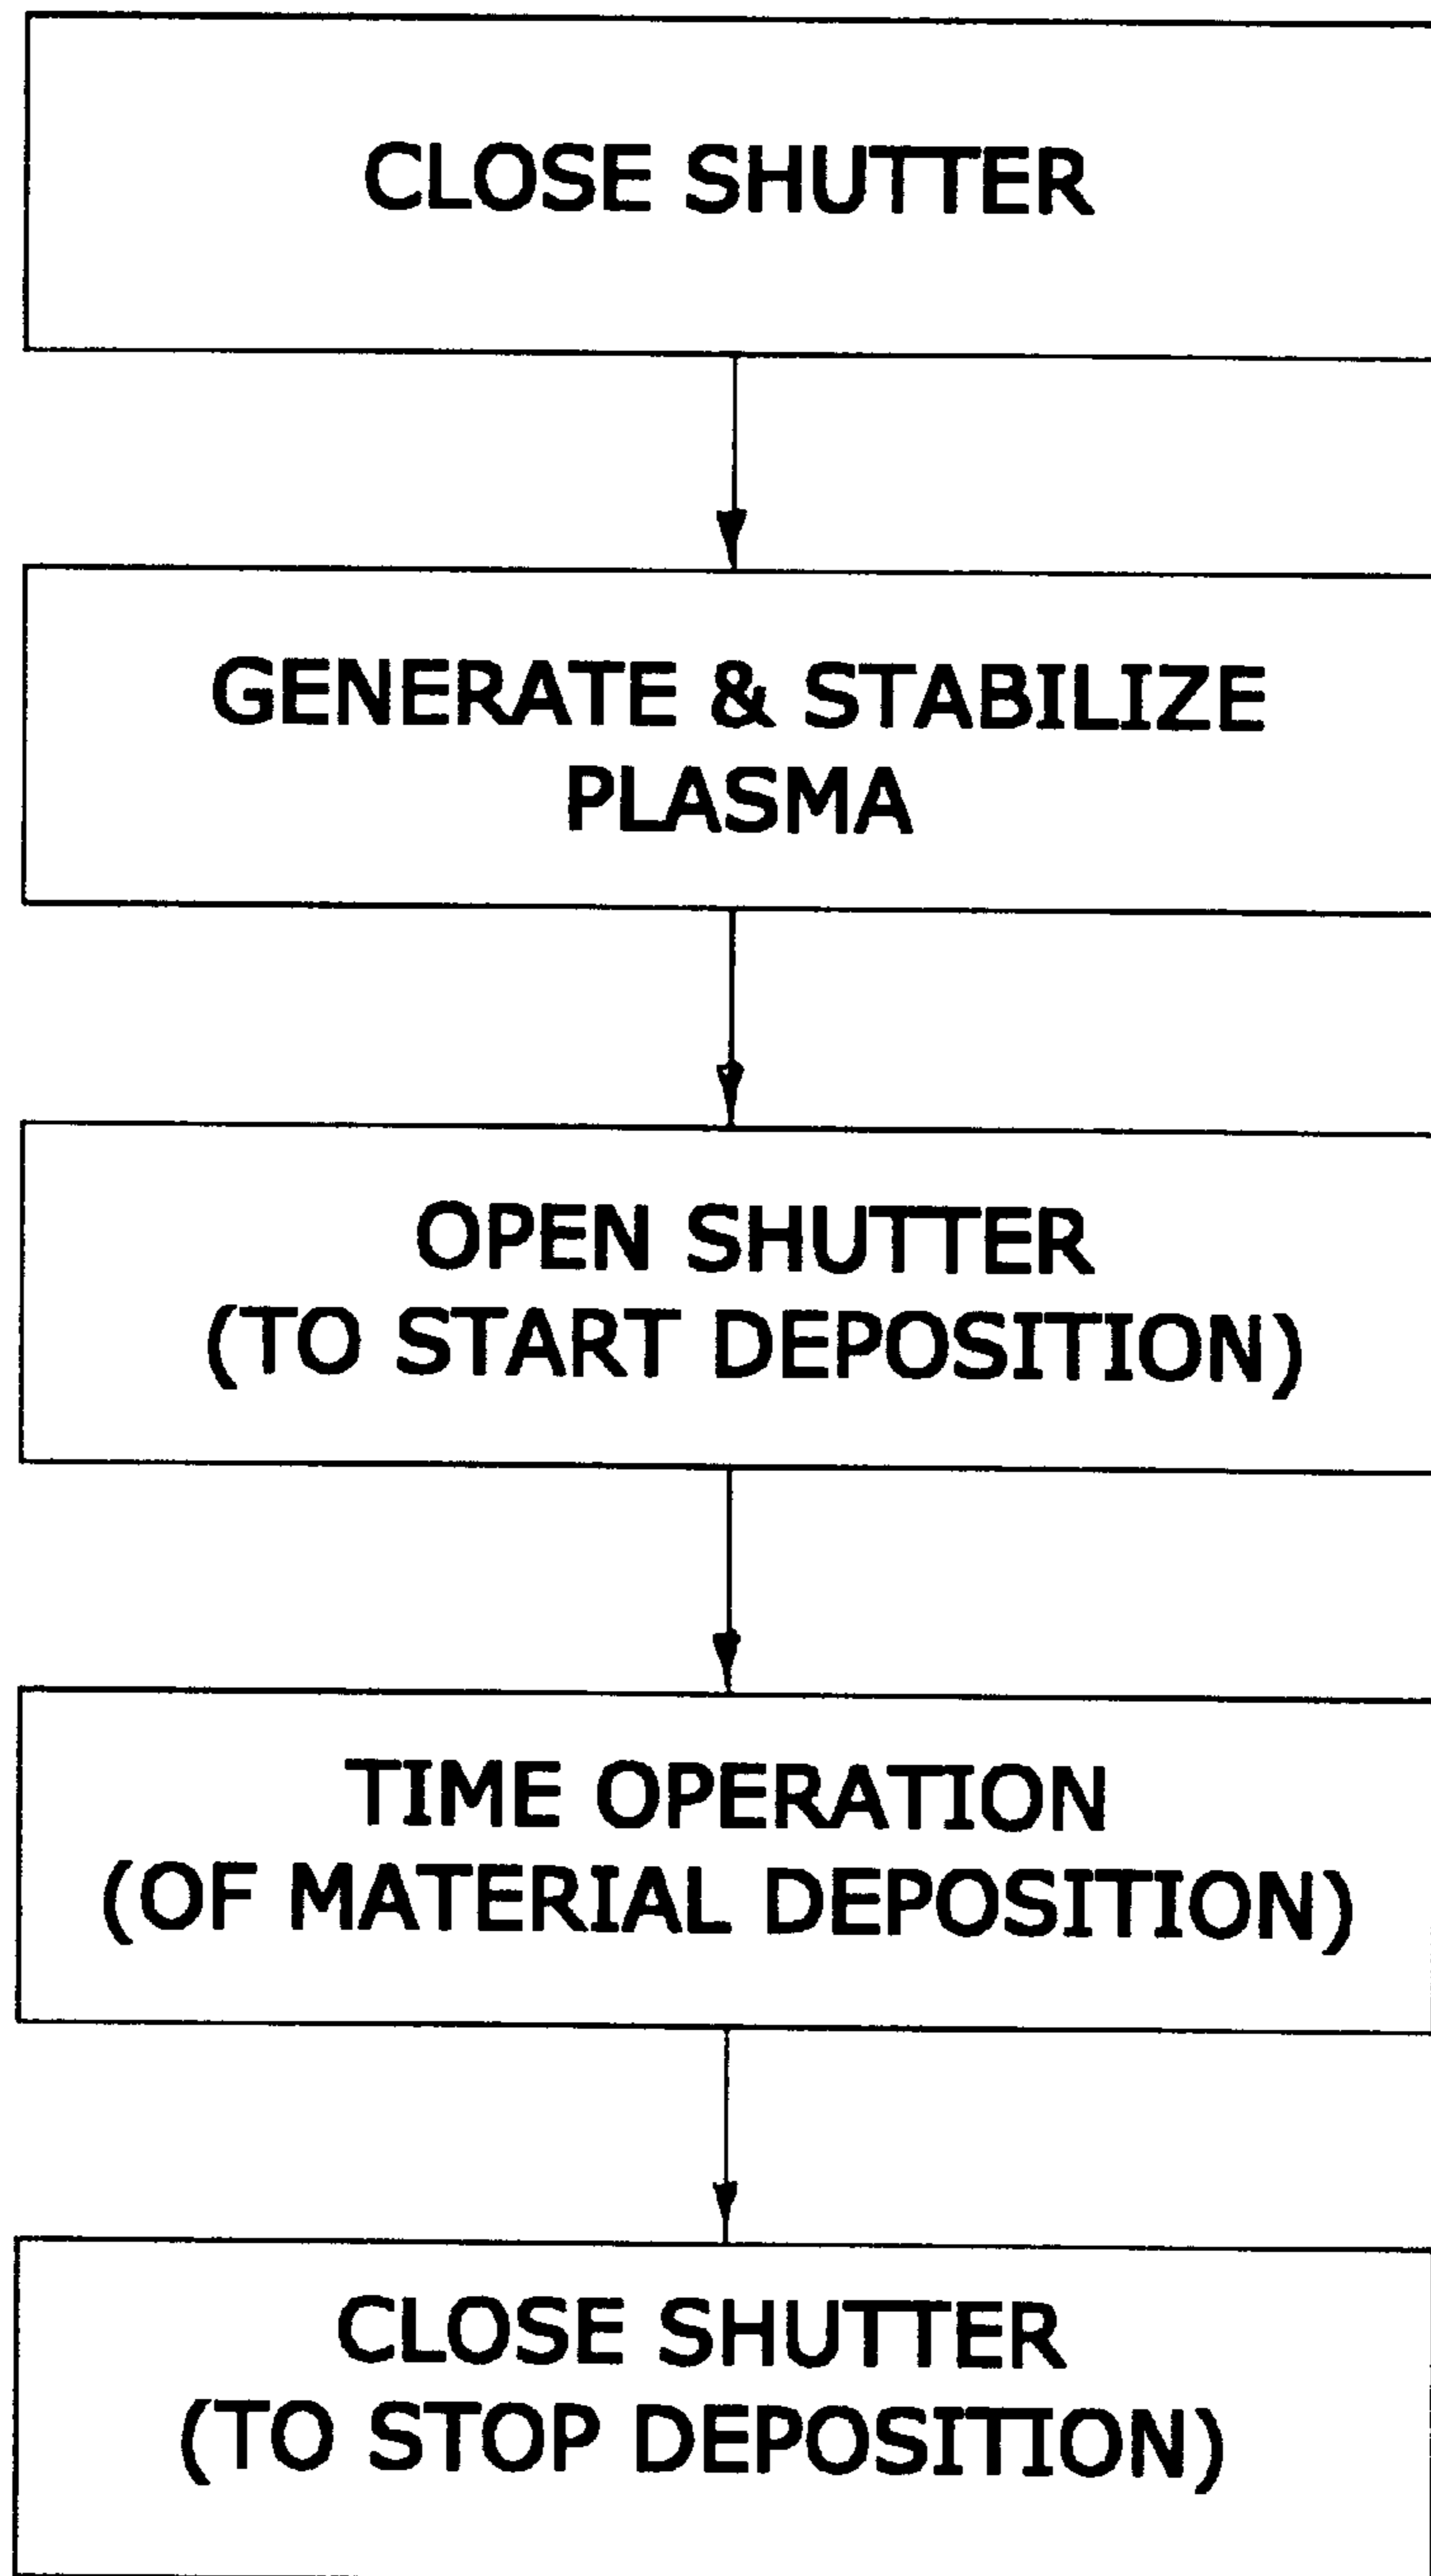 CLOSE SHUTTER
GENERATE & STABILIZE
PLASMA
OPEN SHUTTER
(TO START DEPOSITION)
TIME OPERATION
(OF MATERIAL DEPOSITION)
CLOSE SHUTTER
(TO STOP DEPOSITION)